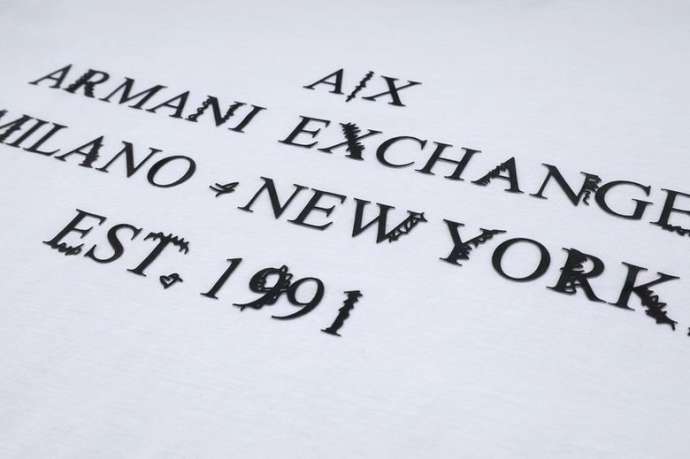 A|X
ARMANI EXCHANGE
MILANO - NEW YORK
EST. 1991